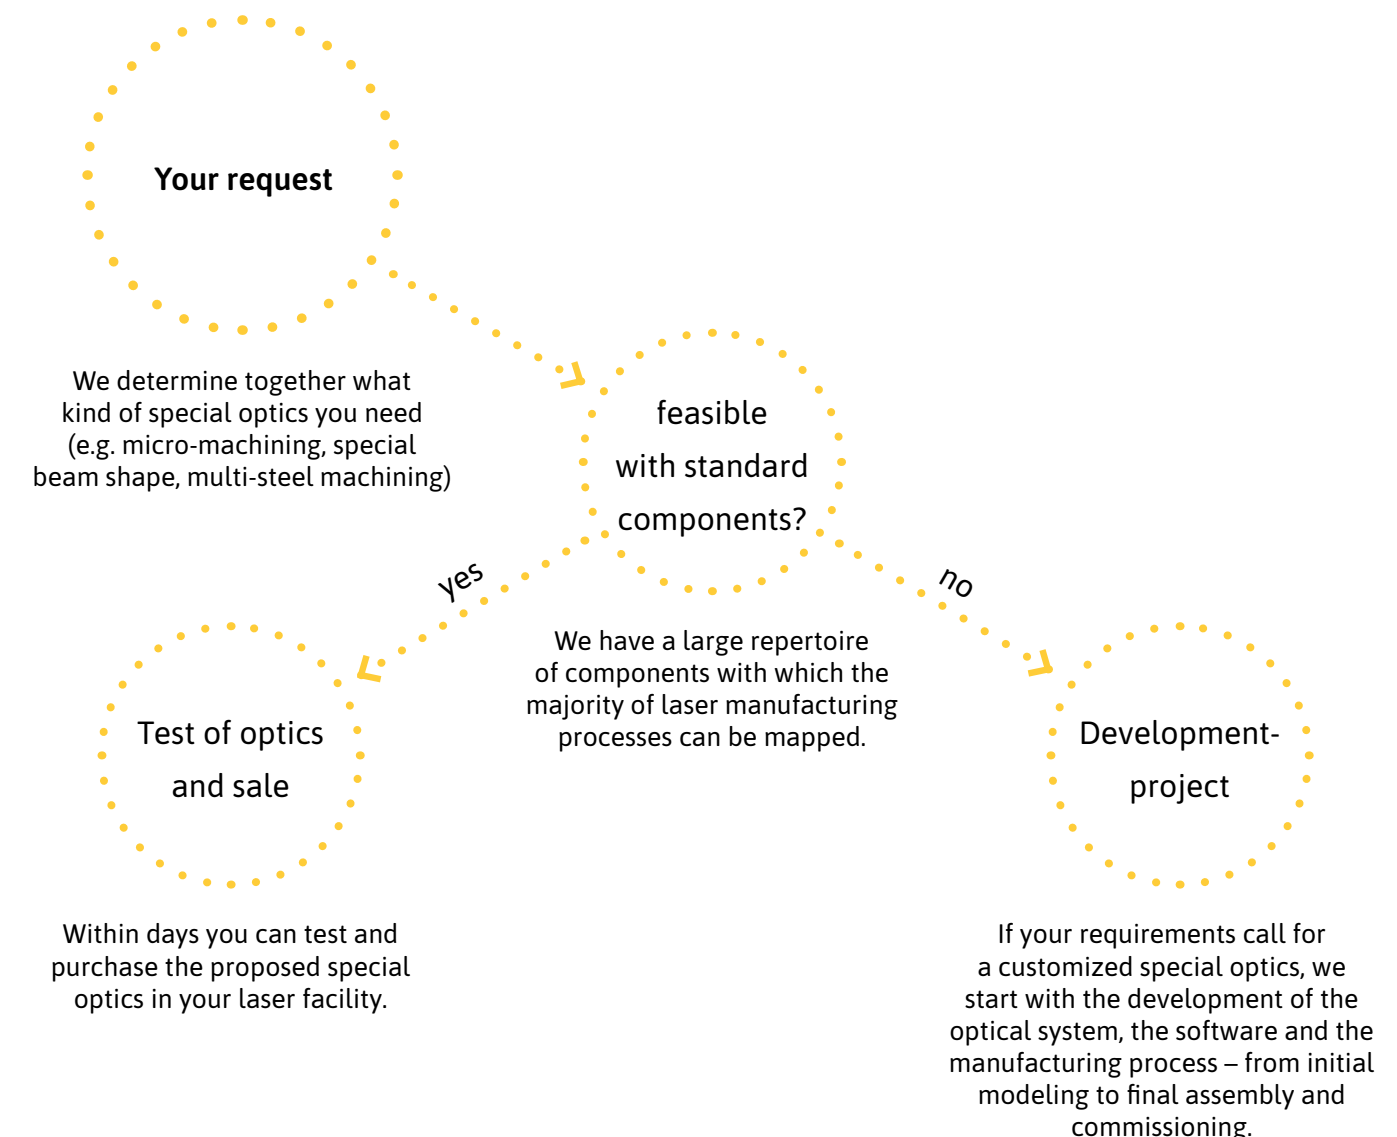 Your request
We determine together what
kind of special optics you need
(e.g. micro-machining, special
beam shape, multi-steel machining)
feasible
with standard
components?
yes
no
We have a large repertoire
of components with which the
majority of laser manufacturing
processes can be mapped.
Test of optics
and sale
Within days you can test and
purchase the proposed special
optics in your laser facility.
Development-
project
If your requirements call for
a customized special optics, we
start with the development of the
optical system, the software and the
manufacturing process – from initial
modeling to final assembly and
commissioning.